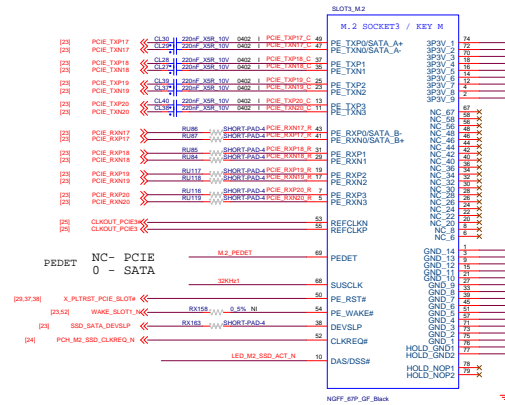 SLOT3_M.2
M.2 SOCKET3 / KEY M
[23] PCIE_TXP17 CL30 220nF_X5R_10V 0402 I PCIE_TXP17_C 49 PE_TXP0/SATA_A+ 3P3V_1 74
[23] PCIE_TXN17 CL29 220nF_X5R_10V 0402 I PCIE_TXN17_C 47 PE_TXN0/SATA_A- 3P3V_2 72
3P3V_3 70
[23] PCIE_TXP18 CL28 220nF_X5R_10V 0402 I PCIE_TXP18_C 37 PE_TXP1 3P3V_4 18
[23] PCIE_TXN18 CL27 220nF_X5R_10V 0402 I PCIE_TXN18_C 35 PE_TXN1 3P3V_5 16
3P3V_6 14
[23] PCIE_TXP19 CL39 220nF_X5R_10V 0402 I PCIE_TXP19_C 25 PE_TXP2 3P3V_7 12
[23] PCIE_TXN19 CL37 220nF_X5R_10V 0402 I PCIE_TXN19_C 23 PE_TXN2 3P3V_8 4
3P3V_9 2
[23] PCIE_TXP20 CL40 220nF_X5R_10V 0402 I PCIE_TXP20_C 13 PE_TXP3
[23] PCIE_TXN20 CL38 220nF_X5R_10V 0402 I PCIE_TXN20_C 11 PE_TXN3 NC_67 67
NC_58 58
NC_56 56
[23] PCIE_RXN17 RU86 SHORT-PAD-4 PCIE_RXN17_R 43 PE_RXP0/SATA_B- NC_48 48
[23] PCIE_RXP17 RU87 SHORT-PAD-4 PCIE_RXP17_R 41 PE_RXN0/SATA_B+ NC_46 46
NC_44 44
[23] PCIE_RXP18 RU85 SHORT-PAD-4 PCIE_RXP18_R 31 PE_RXP1 NC_42 42
NC_40 40
[23] PCIE_RXN18 RU84 SHORT-PAD-4 PCIE_RXN18_R 29 PE_RXN1 NC_36 36
NC_34 34
[23] PCIE_RXP19 RU117 SHORT-PAD-4 PCIE_RXP19_R 19 PE_RXP2 NC_32 32
[23] PCIE_RXN19 RU118 SHORT-PAD-4 PCIE_RXN19_R 17 PE_RXN2 NC_30 30
NC_28 28
[23] PCIE_RXP20 RU116 SHORT-PAD-4 PCIE_RXP20_R 7 PE_RXP3 NC_26 26
[23] PCIE_RXN20 RU119 SHORT-PAD-4 PCIE_RXN20_R 5 PE_RXN3 NC_24 24
NC_22 22
[25] CLKOUT_PCIE3# 53 REFCLKN NC_20 20
[25] CLKOUT_PCIE3 55 REFCLKP NC_8 8
NC_6 6
PEDET NC- PCIE
0 - SATA
M.2_PEDET 69 PEDET
GND_14 1
GND_13 3
GND_12 9
GND_11 15
GND_10 21
32KHz1 68 SUSCLK GND_9 27
GND_8 33
[29,37,38] X_PLTRST_PCIE_SLOT# 50 PE_RST# GND_7 39
GND_6 45
[23,52] WAKE_SLOT1_N RX158 0_5% NI 54 PE_WAKE# GND_5 51
GND_4 57
[23] SSD_SATA_DEVSLP RX163 SHORT-PAD-4 38 DEVSLP GND_3 71
GND_2 73
[24] PCH_M2_SSD_CLKREQ_N 52 CLKREQ# GND_1 75
HOLD_GND1 76
LED_M2_SSD_ACT_N 10 DAS/DSS# HOLD_GND2 77
HOLD_NOP1 78
HOLD_NOP2 79
NGFF_67P_GF_Black